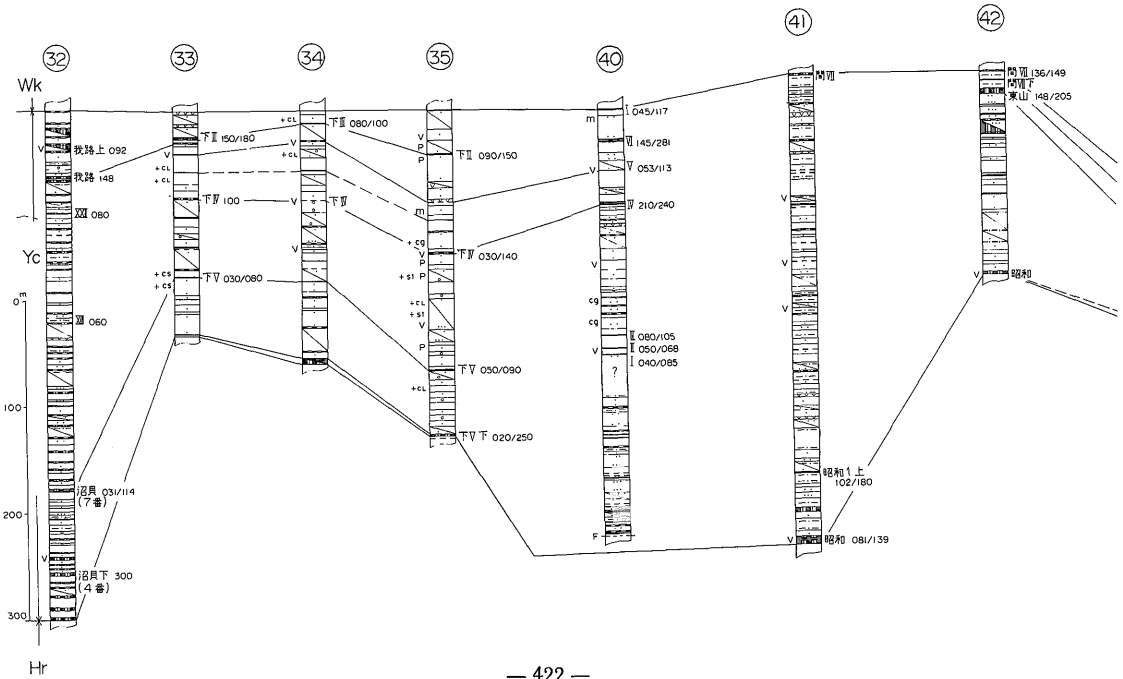 32
33
34
35
40
41
42
Wk
Yc
Hr
m
0
100
200
300
V
我路上 092
我路 148
XXI 080
XII 060
沼貝 031/114
(7番)
V
沼貝下 300
(4番)
下II 150/180
V
+CL
+CL
下IV 100
+CS
下V 030/080
+CS
+CL
下III 080/100
V
+CL
V
下IV
V
V
P
P
下II 090/150
m
+cg
V
下IV 030/140
P
+st P
+CL
+st
V
P
下V 050/090
+CL
下V下 020/250
I 045/117
m
VI 145/281
V
V 053/113
IV 210/240
V
cg
cg
III 080/105
II 050/068
V
I 040/085
?
F
間VII
V
V
V
昭和1上
102/180
V
昭和 081/139
間VII 136/149
間VII下
東山 148/205
V
昭和
— 422 —